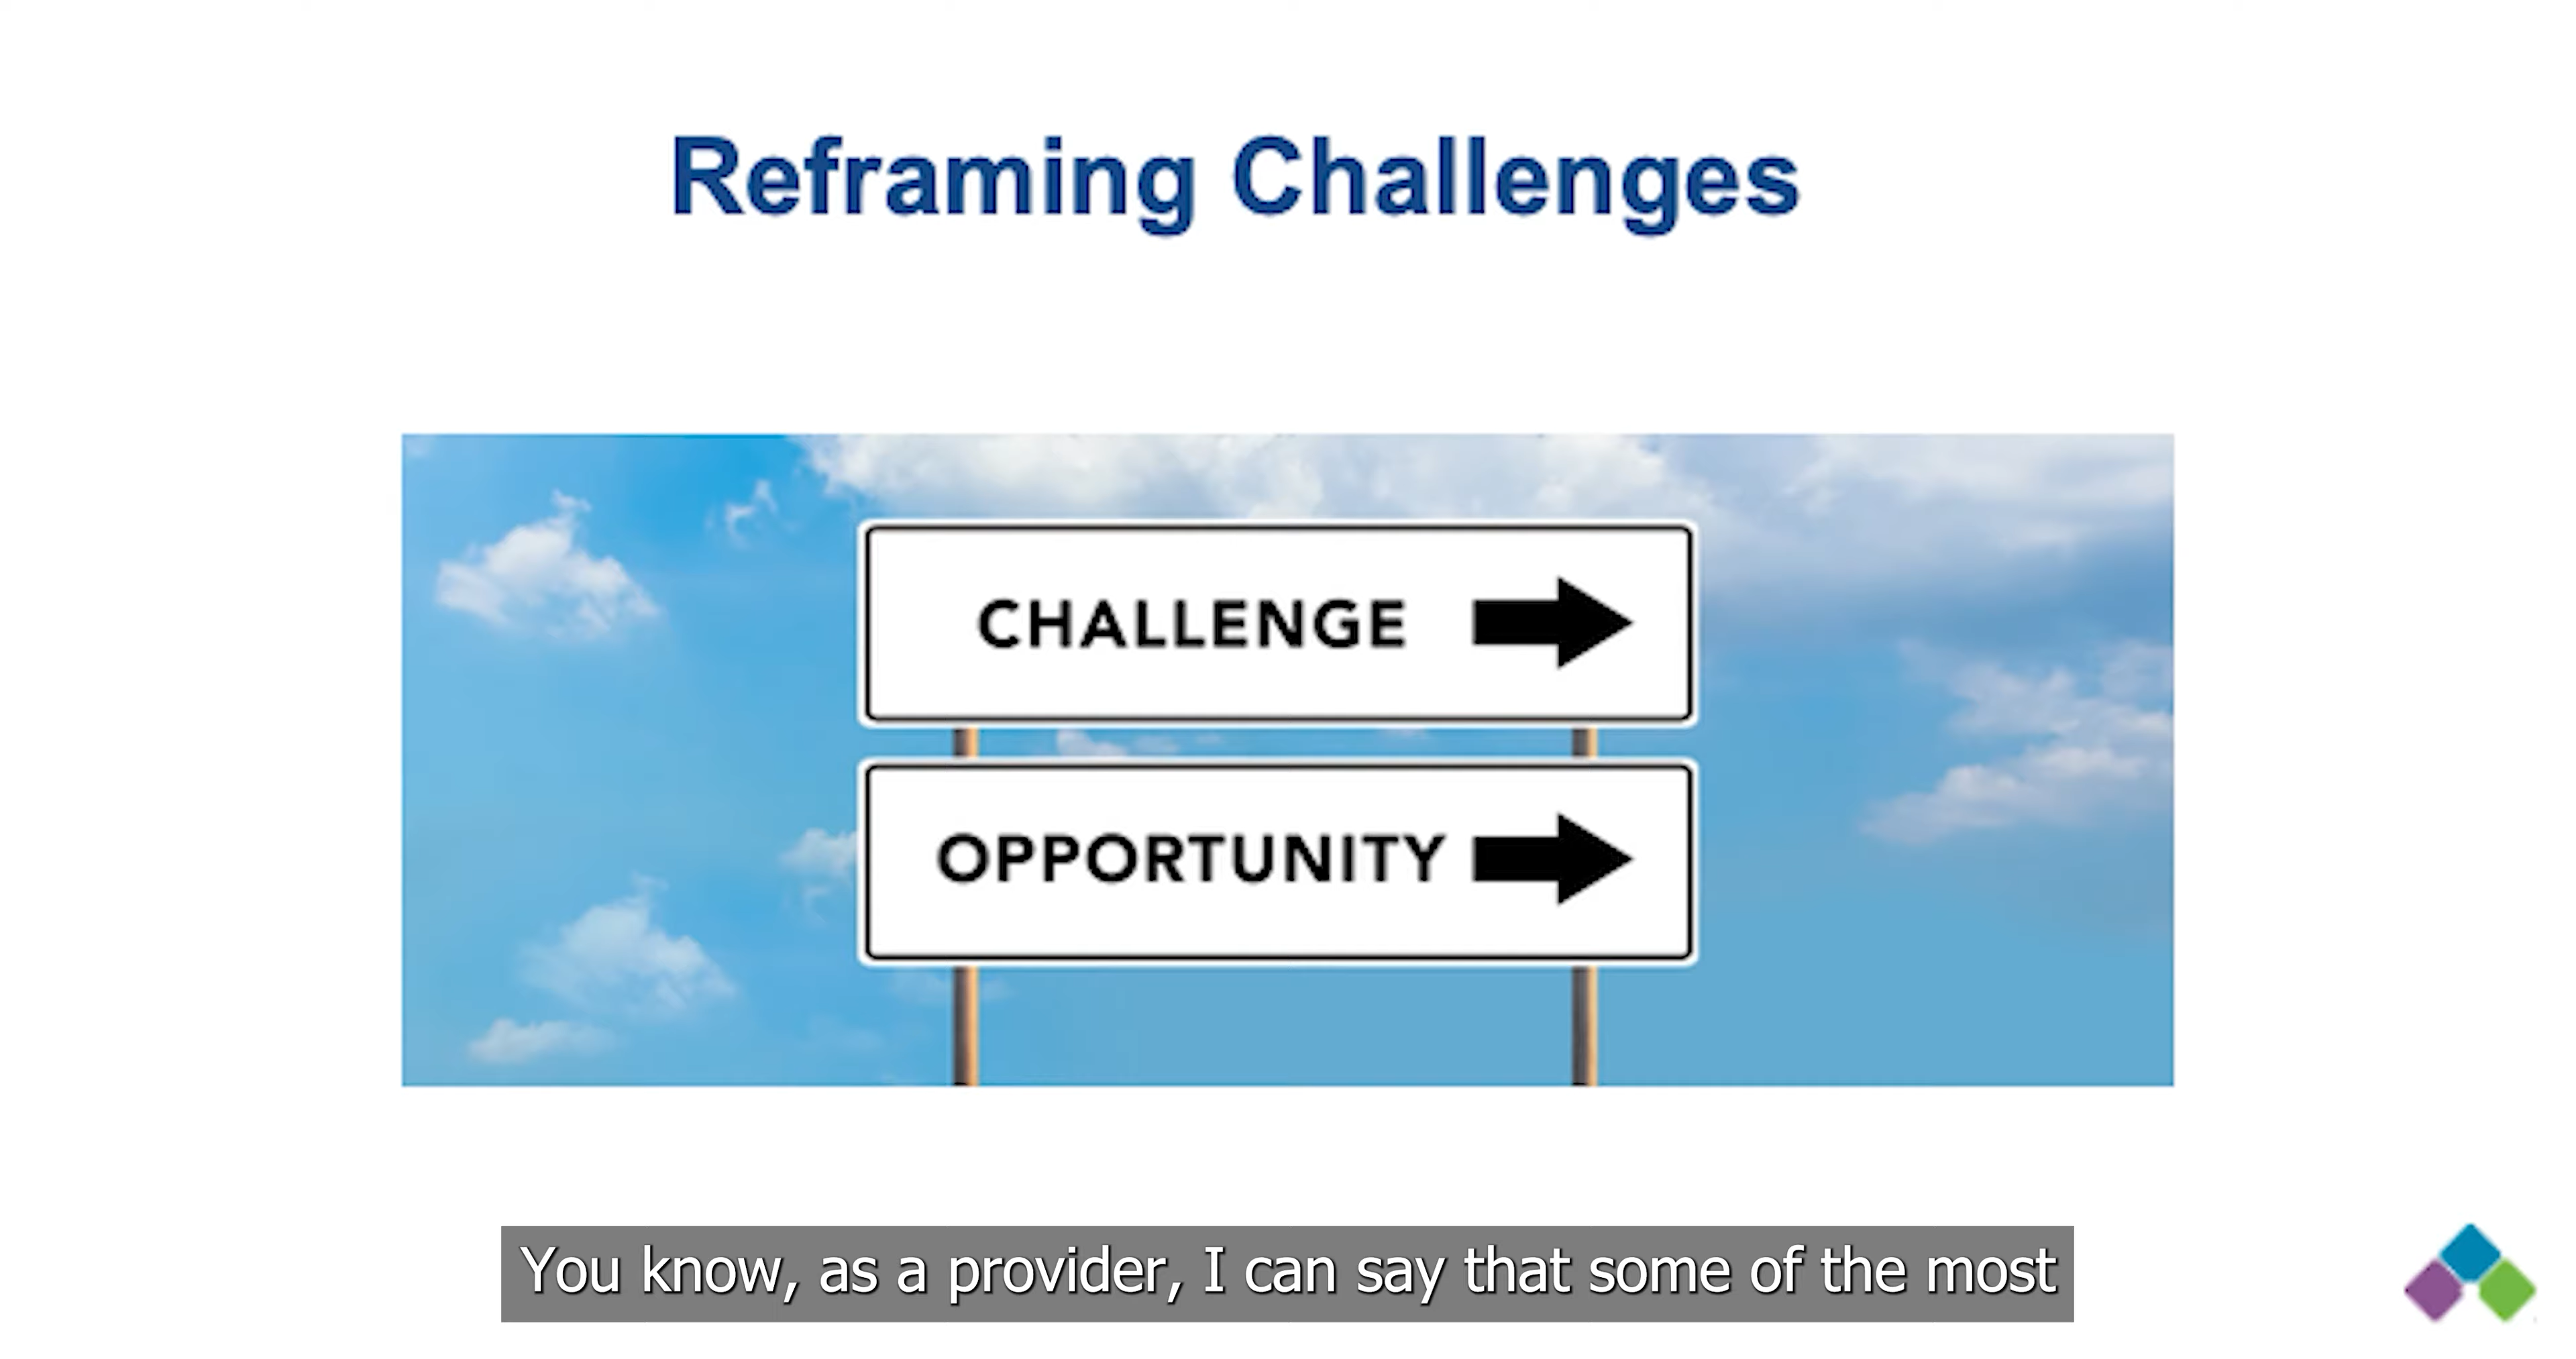 Reframing Challenges
CHALLENGE
OPPORTUNITY
You know, as a provider, I can say that some of the most